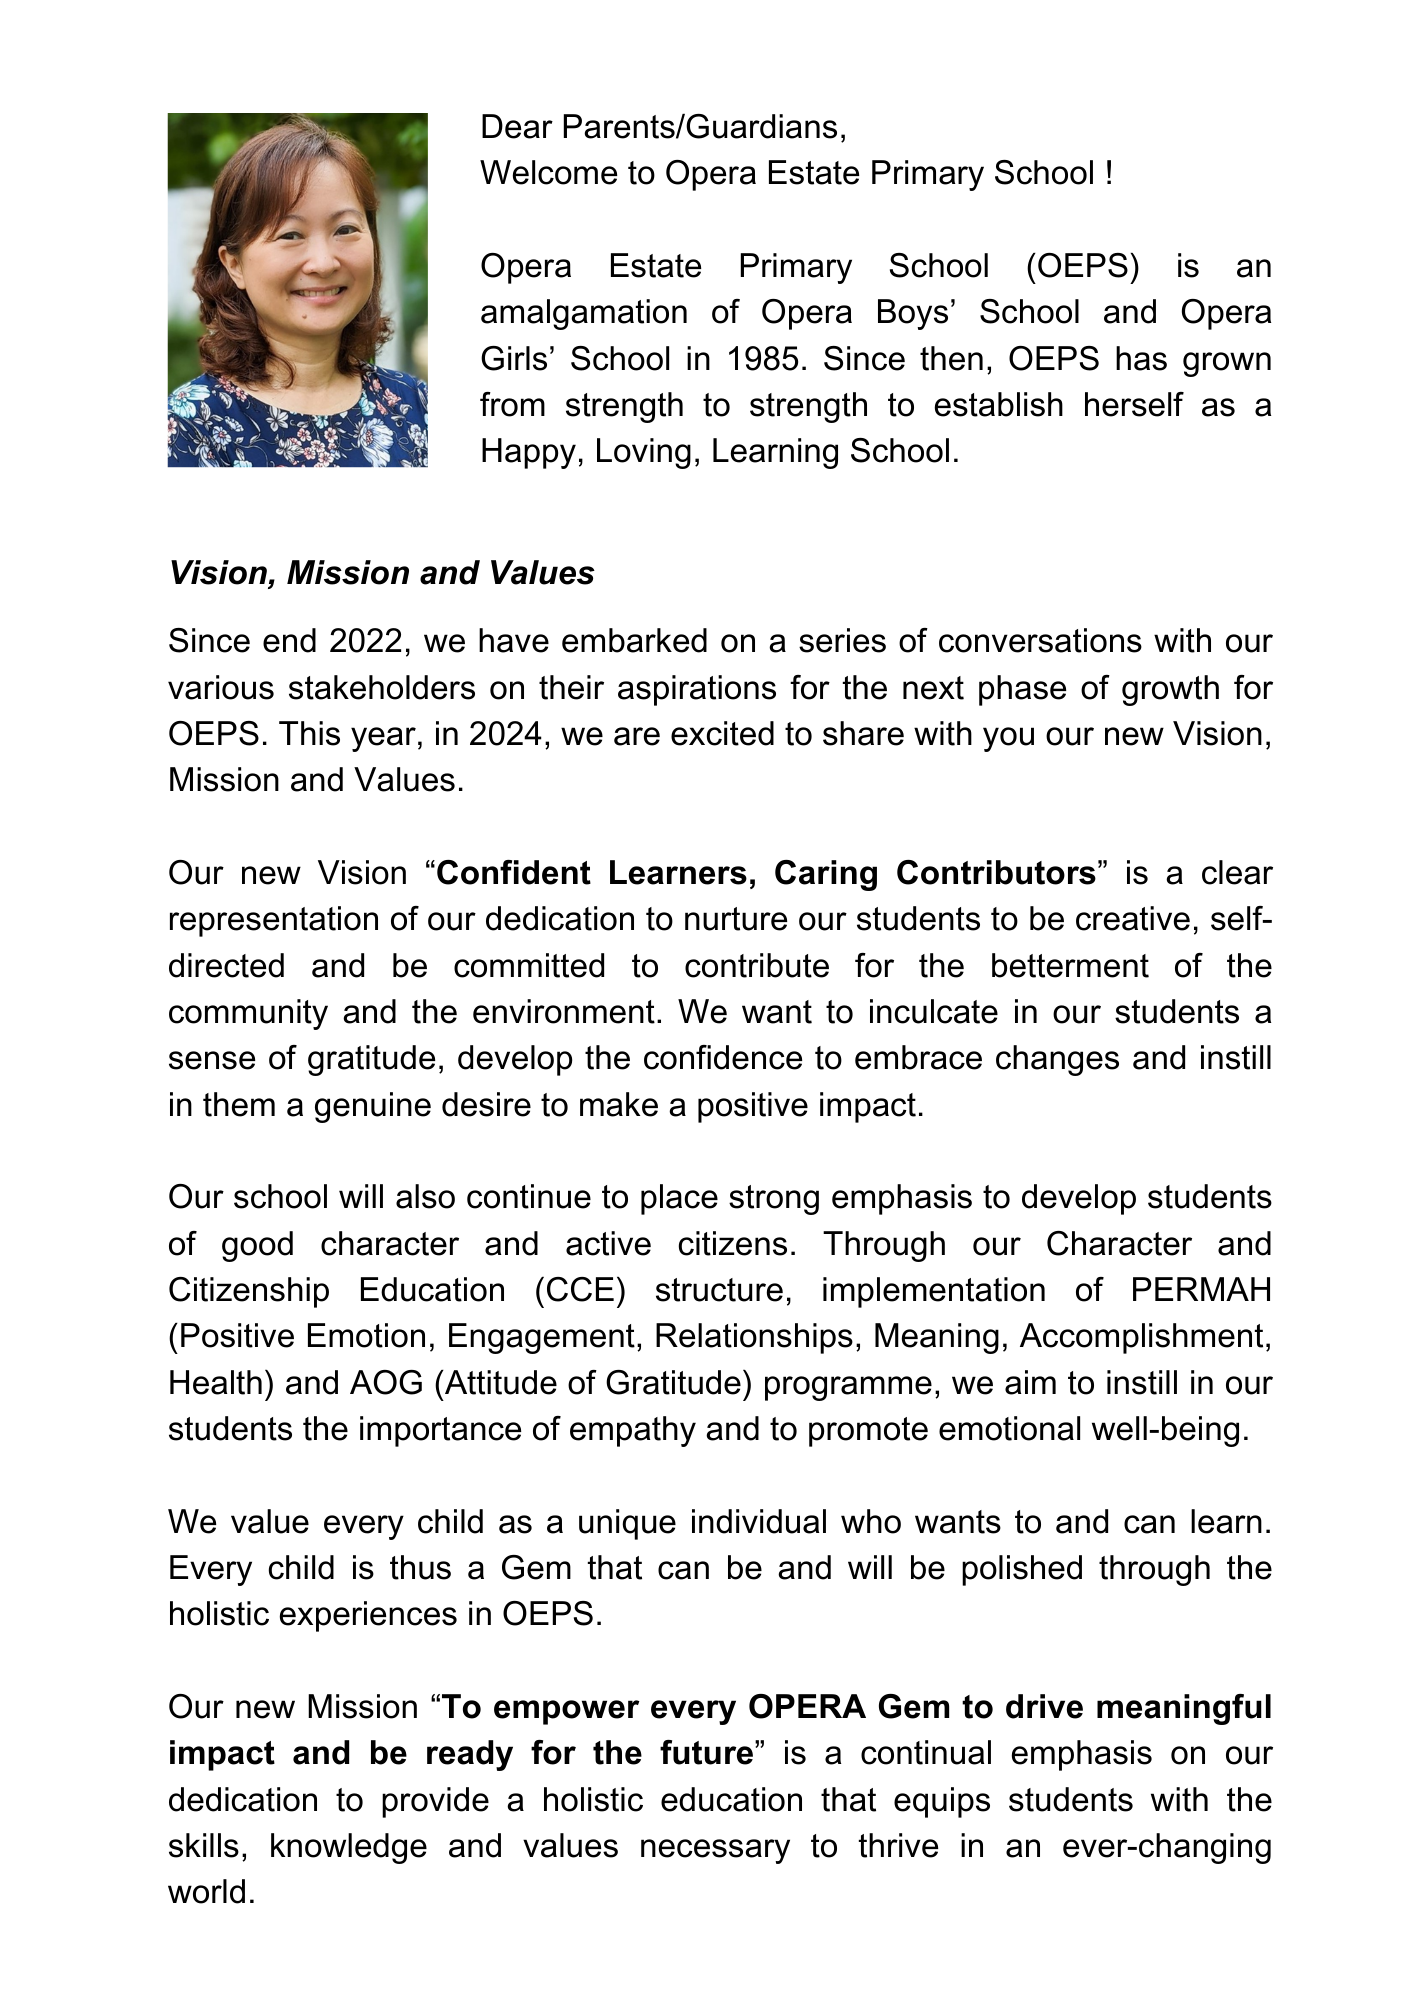 Dear Parents/Guardians,
Welcome to Opera Estate Primary School !
Opera Estate Primary School (OEPS) is an
amalgamation of Opera Boys’ School and Opera
Girls’ School in 1985. Since then, OEPS has grown
from strength to strength to establish herself as a
Happy, Loving, Learning School.
Vision, Mission and Values
Since end 2022, we have embarked on a series of conversations with our
various stakeholders on their aspirations for the next phase of growth for
OEPS. This year, in 2024, we are excited to share with you our new Vision,
Mission and Values.
Our new Vision “Confident Learners, Caring Contributors” is a clear
representation of our dedication to nurture our students to be creative, self-
directed and be committed to contribute for the betterment of the
community and the environment. We want to inculcate in our students a
sense of gratitude, develop the confidence to embrace changes and instill
in them a genuine desire to make a positive impact.
Our school will also continue to place strong emphasis to develop students
of good character and active citizens. Through our Character and
Citizenship Education (CCE) structure, implementation of PERMAH
(Positive Emotion, Engagement, Relationships, Meaning, Accomplishment,
Health) and AOG (Attitude of Gratitude) programme, we aim to instill in our
students the importance of empathy and to promote emotional well-being.
We value every child as a unique individual who wants to and can learn.
Every child is thus a Gem that can be and will be polished through the
holistic experiences in OEPS.
Our new Mission “To empower every OPERA Gem to drive meaningful
impact and be ready for the future” is a continual emphasis on our
dedication to provide a holistic education that equips students with the
skills, knowledge and values necessary to thrive in an ever-changing
world.